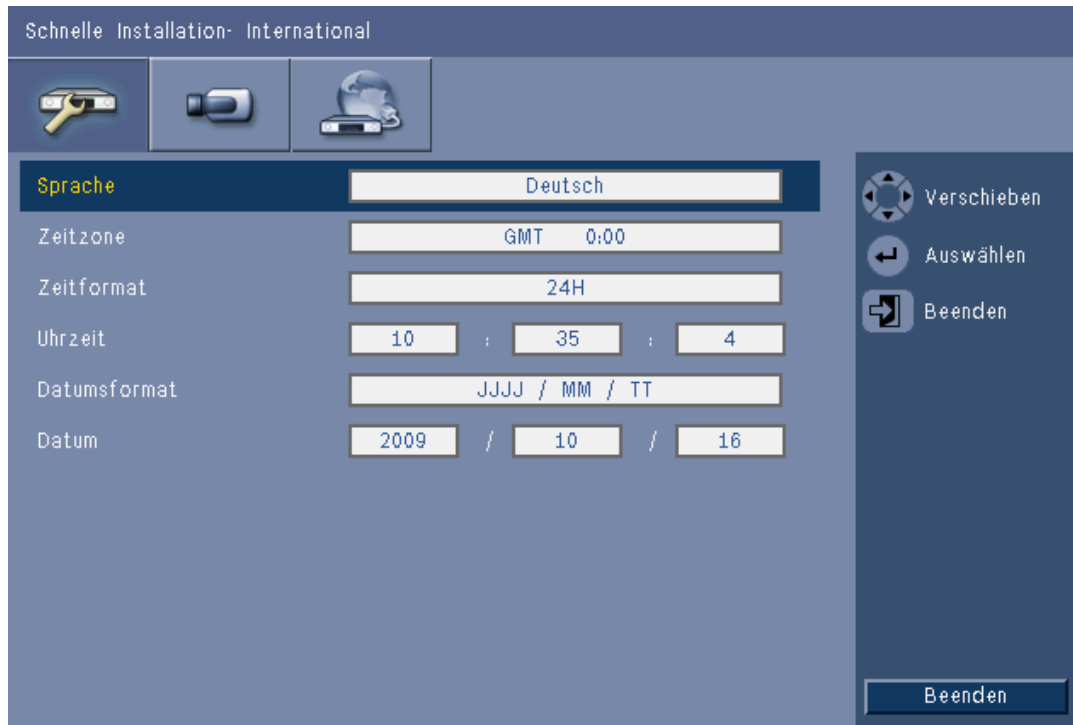 Schnelle Installation- International
Sprache Deutsch
Zeitzone GMT 0:00
Zeitformat 24H
Uhrzeit 10 : 35 : 4
Datumsformat JJJJ / MM / TT
Datum 2009 / 10 / 16
Verschieben
Auswählen
Beenden
Beenden